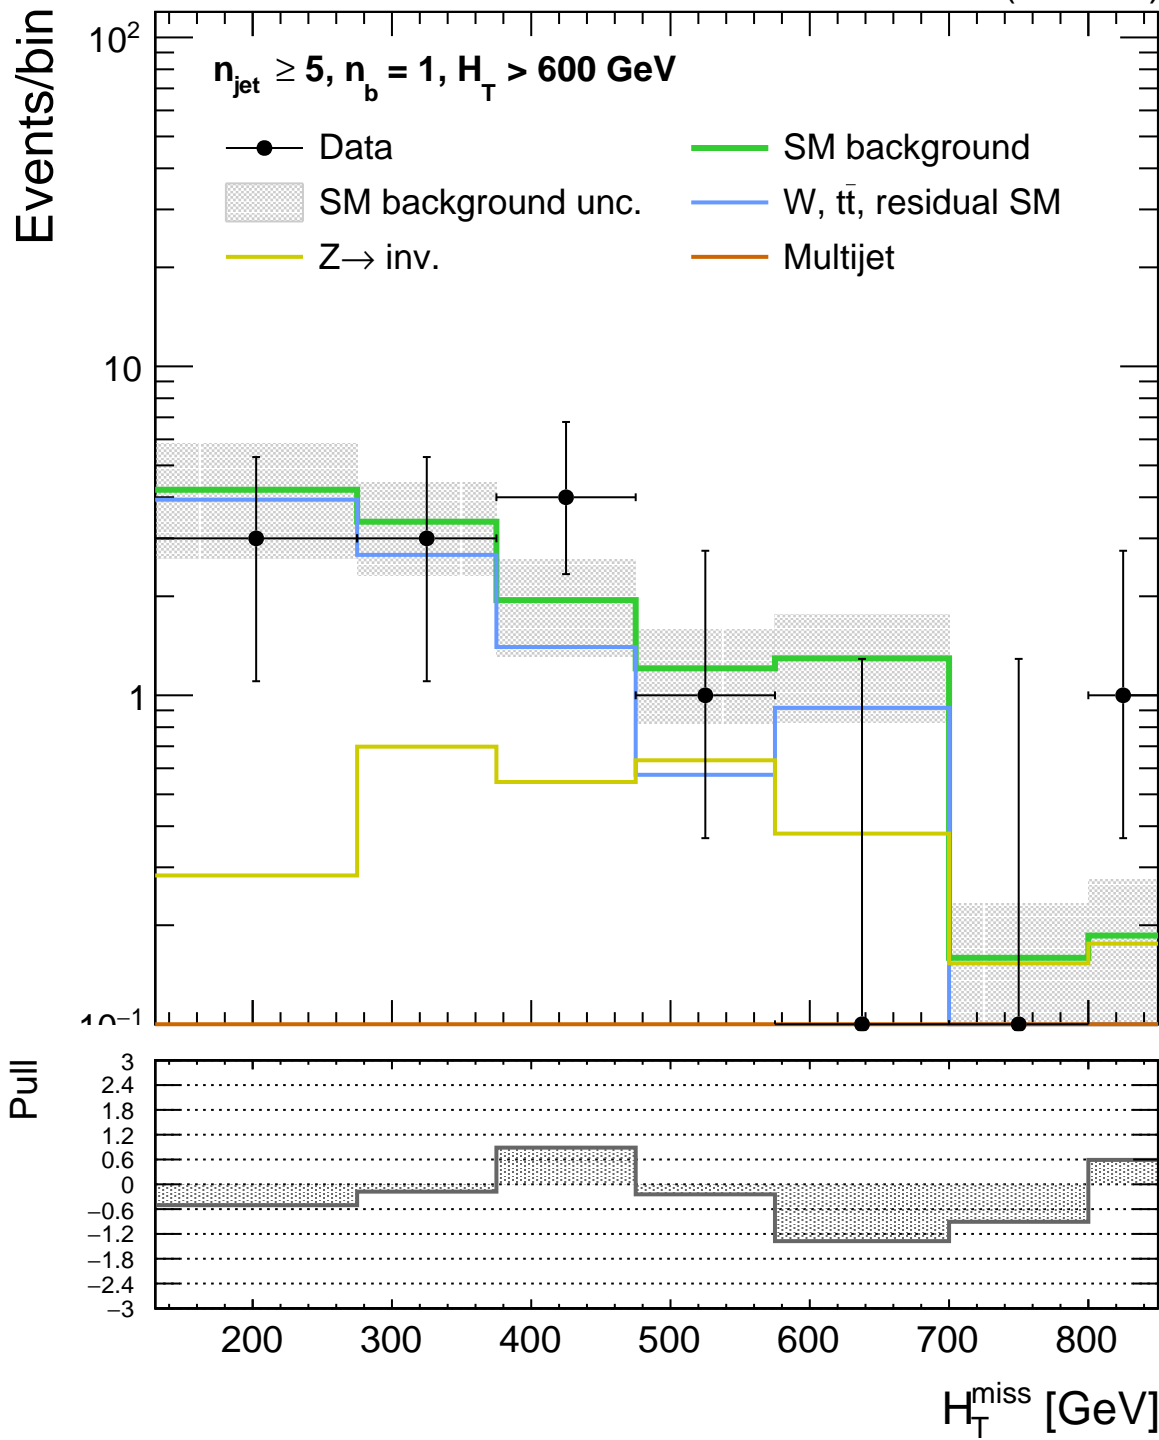 Events/bin
10²
n_jet ≥ 5, n_b = 1, H_T > 600 GeV
Data
SM background
SM background unc.
W, tt̄, residual SM
Z→ inv.
Multijet
10
1
10⁻¹
Pull
3
2.4
1.8
1.2
0.6
0
−0.6
−1.2
−1.8
−2.4
−3
200 300 400 500 600 700 800
H_T^miss [GeV]